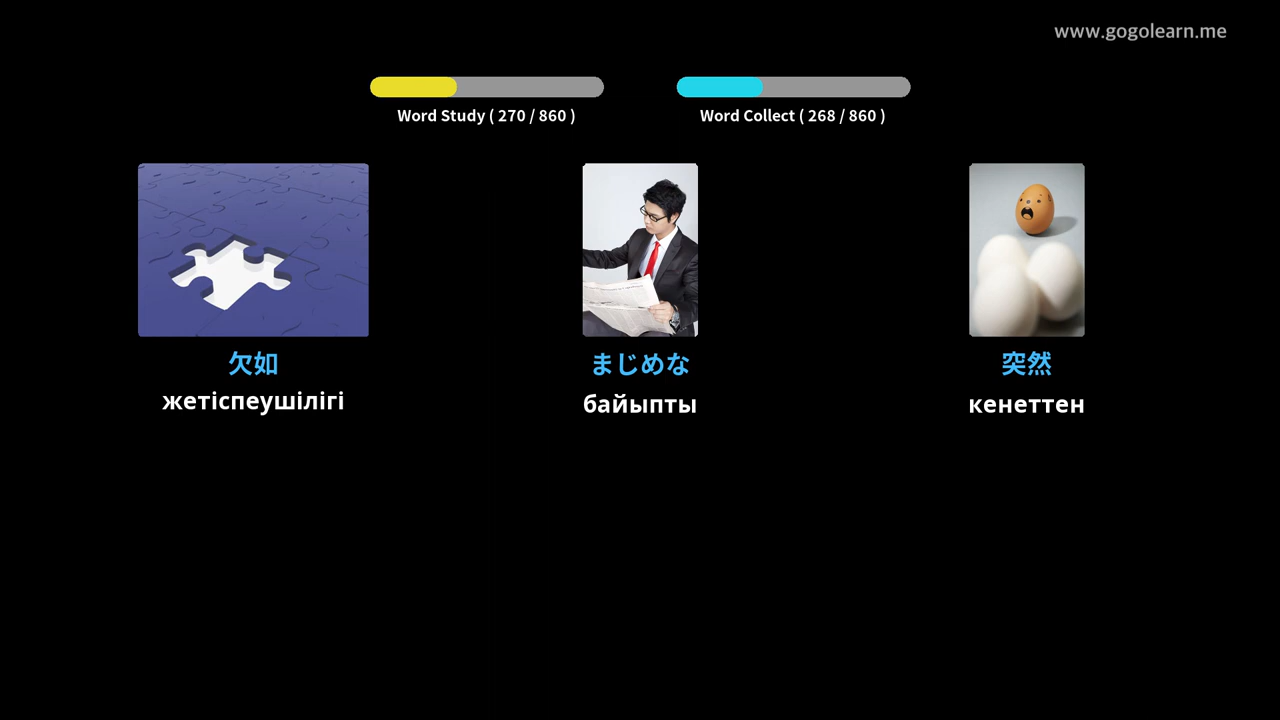 www.gogolearn.me
Word Study ( 270 / 860 )
Word Collect ( 268 / 860 )
欠如
まじめな
突然
жетіспеушілігі
байыпты
кенеттен